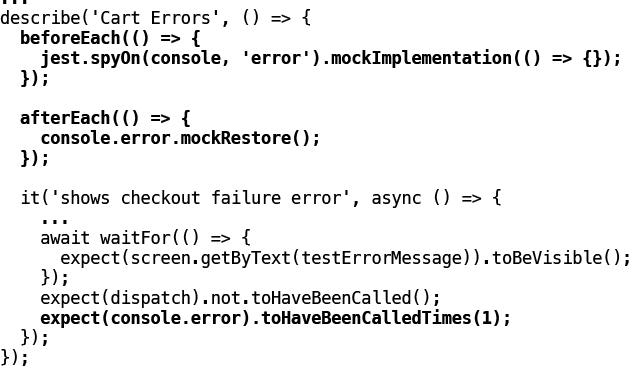 ...
describe('Cart Errors', () => {
  beforeEach(() => {
    jest.spyOn(console, 'error').mockImplementation(() => {});
  });

  afterEach(() => {
    console.error.mockRestore();
  });

  it('shows checkout failure error', async () => {
    ...
    await waitFor(() => {
      expect(screen.getByText(testErrorMessage)).toBeVisible();
    });
    expect(dispatch).not.toHaveBeenCalled();
    expect(console.error).toHaveBeenCalledTimes(1);
  });
});